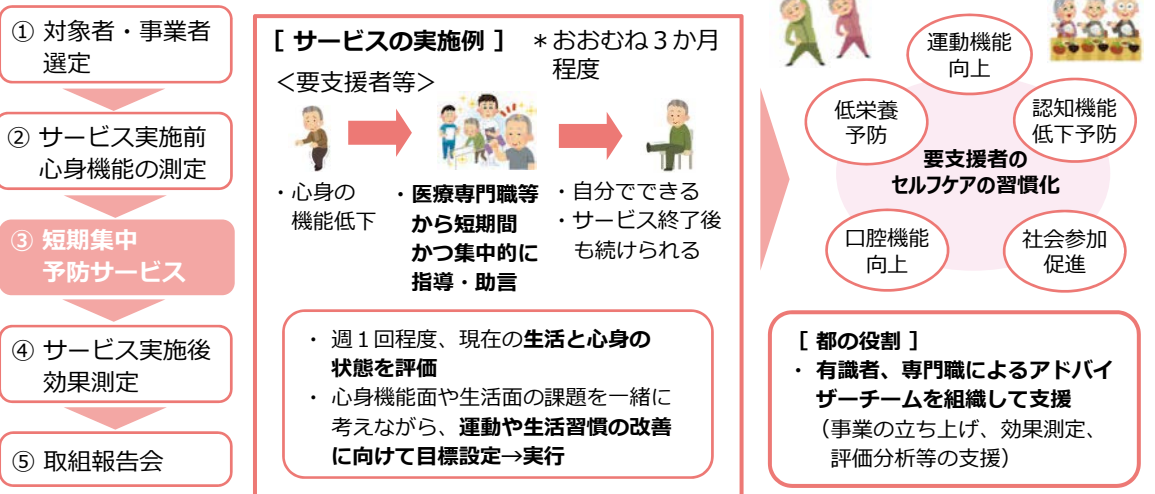 ① 対象者・事業者
選定
② サービス実施前
心身機能の測定
③ 短期集中
予防サービス
④ サービス実施後
効果測定
⑤ 取組報告会
[ サービスの実施例 ] ＊おおむね３か月
程度
＜要支援者等＞
・心身の
機能低下
・医療専門職等
から短期間
かつ集中的に
指導・助言
・自分でできる
・サービス終了後
も続けられる
・ 週１回程度、現在の生活と心身の
状態を評価
・ 心身機能面や生活面の課題を一緒に
考えながら、運動や生活習慣の改善
に向けて目標設定→実行
運動機能
向上
低栄養
予防
認知機能
低下予防
要支援者の
セルフケアの習慣化
口腔機能
向上
社会参加
促進
[ 都の役割 ]
・ 有識者、専門職によるアドバイ
ザーチームを組織して支援
（事業の立ち上げ、効果測定、
評価分析等の支援）